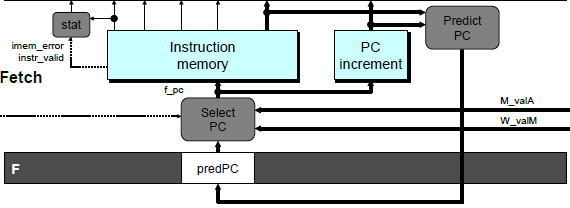 stat
Predict
PC
imem_error
instr_valid
Instruction
memory
PC
increment
Fetch
f_pc
Select
PC
M_valA
W_valM
F
predPC